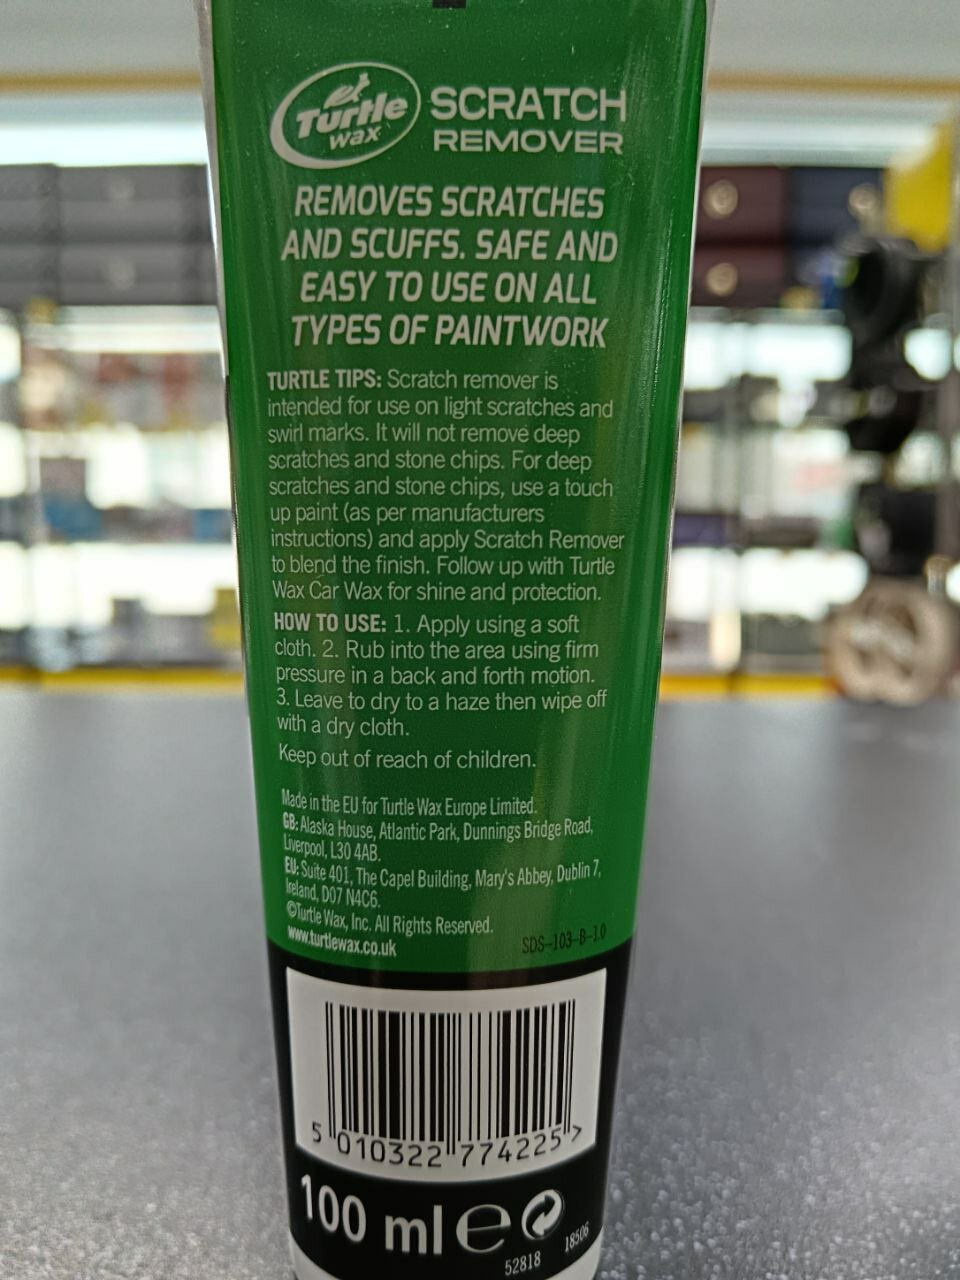 Turtle
wax
SCRATCH
REMOVER
REMOVES SCRATCHES
AND SCUFFS. SAFE AND
EASY TO USE ON ALL
TYPES OF PAINTWORK
TURTLE TIPS: Scratch remover is
intended for use on light scratches and
swirl marks. It will not remove deep
scratches and stone chips. For deep
scratches and stone chips, use a touch
up paint (as per manufacturers
instructions) and apply Scratch Remover
to blend the finish. Follow up with Turtle
Wax Car Wax for shine and protection.
HOW TO USE: 1. Apply using a soft
cloth. 2. Rub into the area using firm
pressure in a back and forth motion.
3. Leave to dry to a haze then wipe off
with a dry cloth.
Keep out of reach of children.
Made in the EU for Turtle Wax Europe Limited.
GB: Alaska House, Atlantic Park, Dunnings Bridge Road,
Liverpool, L30 4AB.
EU: Suite 401, The Capel Building, Mary's Abbey, Dublin 7,
Ireland, D07 N4C6.
©Turtle Wax, Inc. All Rights Reserved.
www.turtlewax.co.uk
SDS-103-B-1.0
5 010322 774225 >
100 ml e
52818
18506